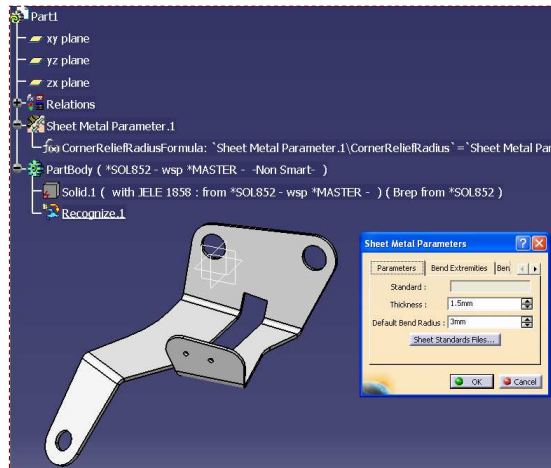 Part1
xy plane
yz plane
zx plane
Relations
Sheet Metal Parameter.1
f(x) CornerReliefRadiusFormula: `Sheet Metal Parameter.1\CornerReliefRadius`=`Sheet Metal Par
PartBody ( *SOL852 - wsp *MASTER - -Non Smart- )
Solid.1 ( with JELE 1858 : from *SOL852 - wsp *MASTER - ) ( Brep from *SOL852 )
Recognize.1
Sheet Metal Parameters
Parameters Bend Extremities Ben
Standard :
Thickness : 1.5mm
Default Bend Radius : 3mm
Sheet Standards Files...
OK Cancel